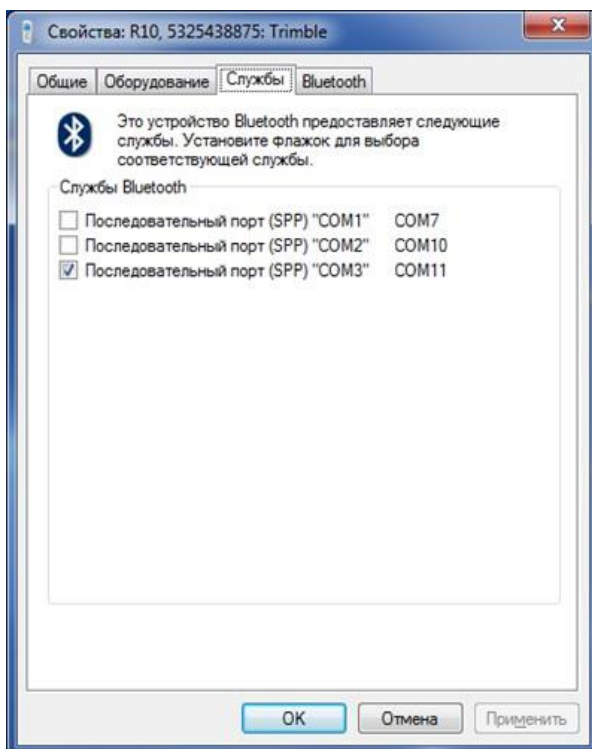 Свойства: R10, 5325438875: Trimble
Общие Оборудование Службы Bluetooth
Это устройство Bluetooth предоставляет следующие
службы. Установите флажок для выбора
соответствующей службы.
Службы Bluetooth
Последовательный порт (SPP) "COM1" COM7
Последовательный порт (SPP) "COM2" COM10
Последовательный порт (SPP) "COM3" COM11
OK Отмена Применить